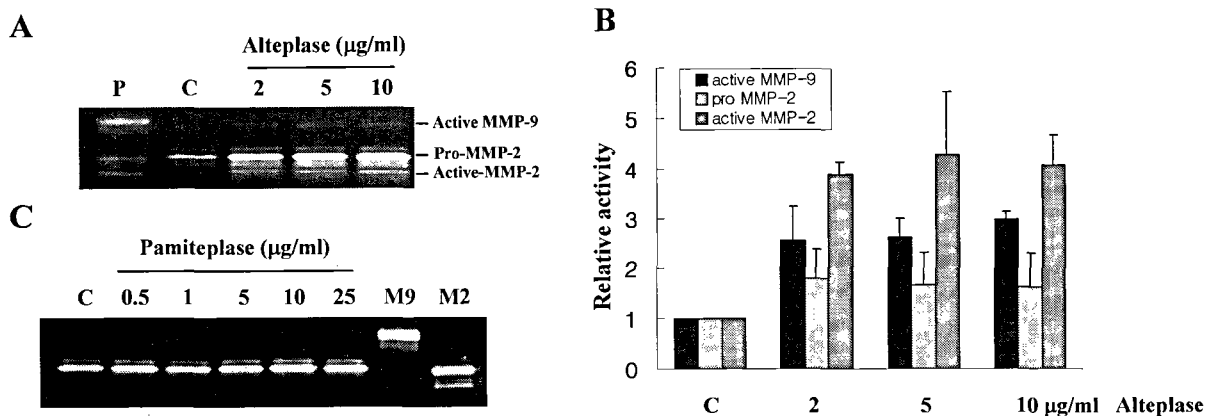 A
Alteplase (μg/ml)
P C 2 5 10
Active MMP-9
Pro-MMP-2
Active-MMP-2
C
Pamiteplase (μg/ml)
C 0.5 1 5 10 25 M9 M2
B
active MMP-9
pro MMP-2
active MMP-2
Relative activity
6
5
4
3
2
1
0
C 2 5 10 μg/ml Alteplase